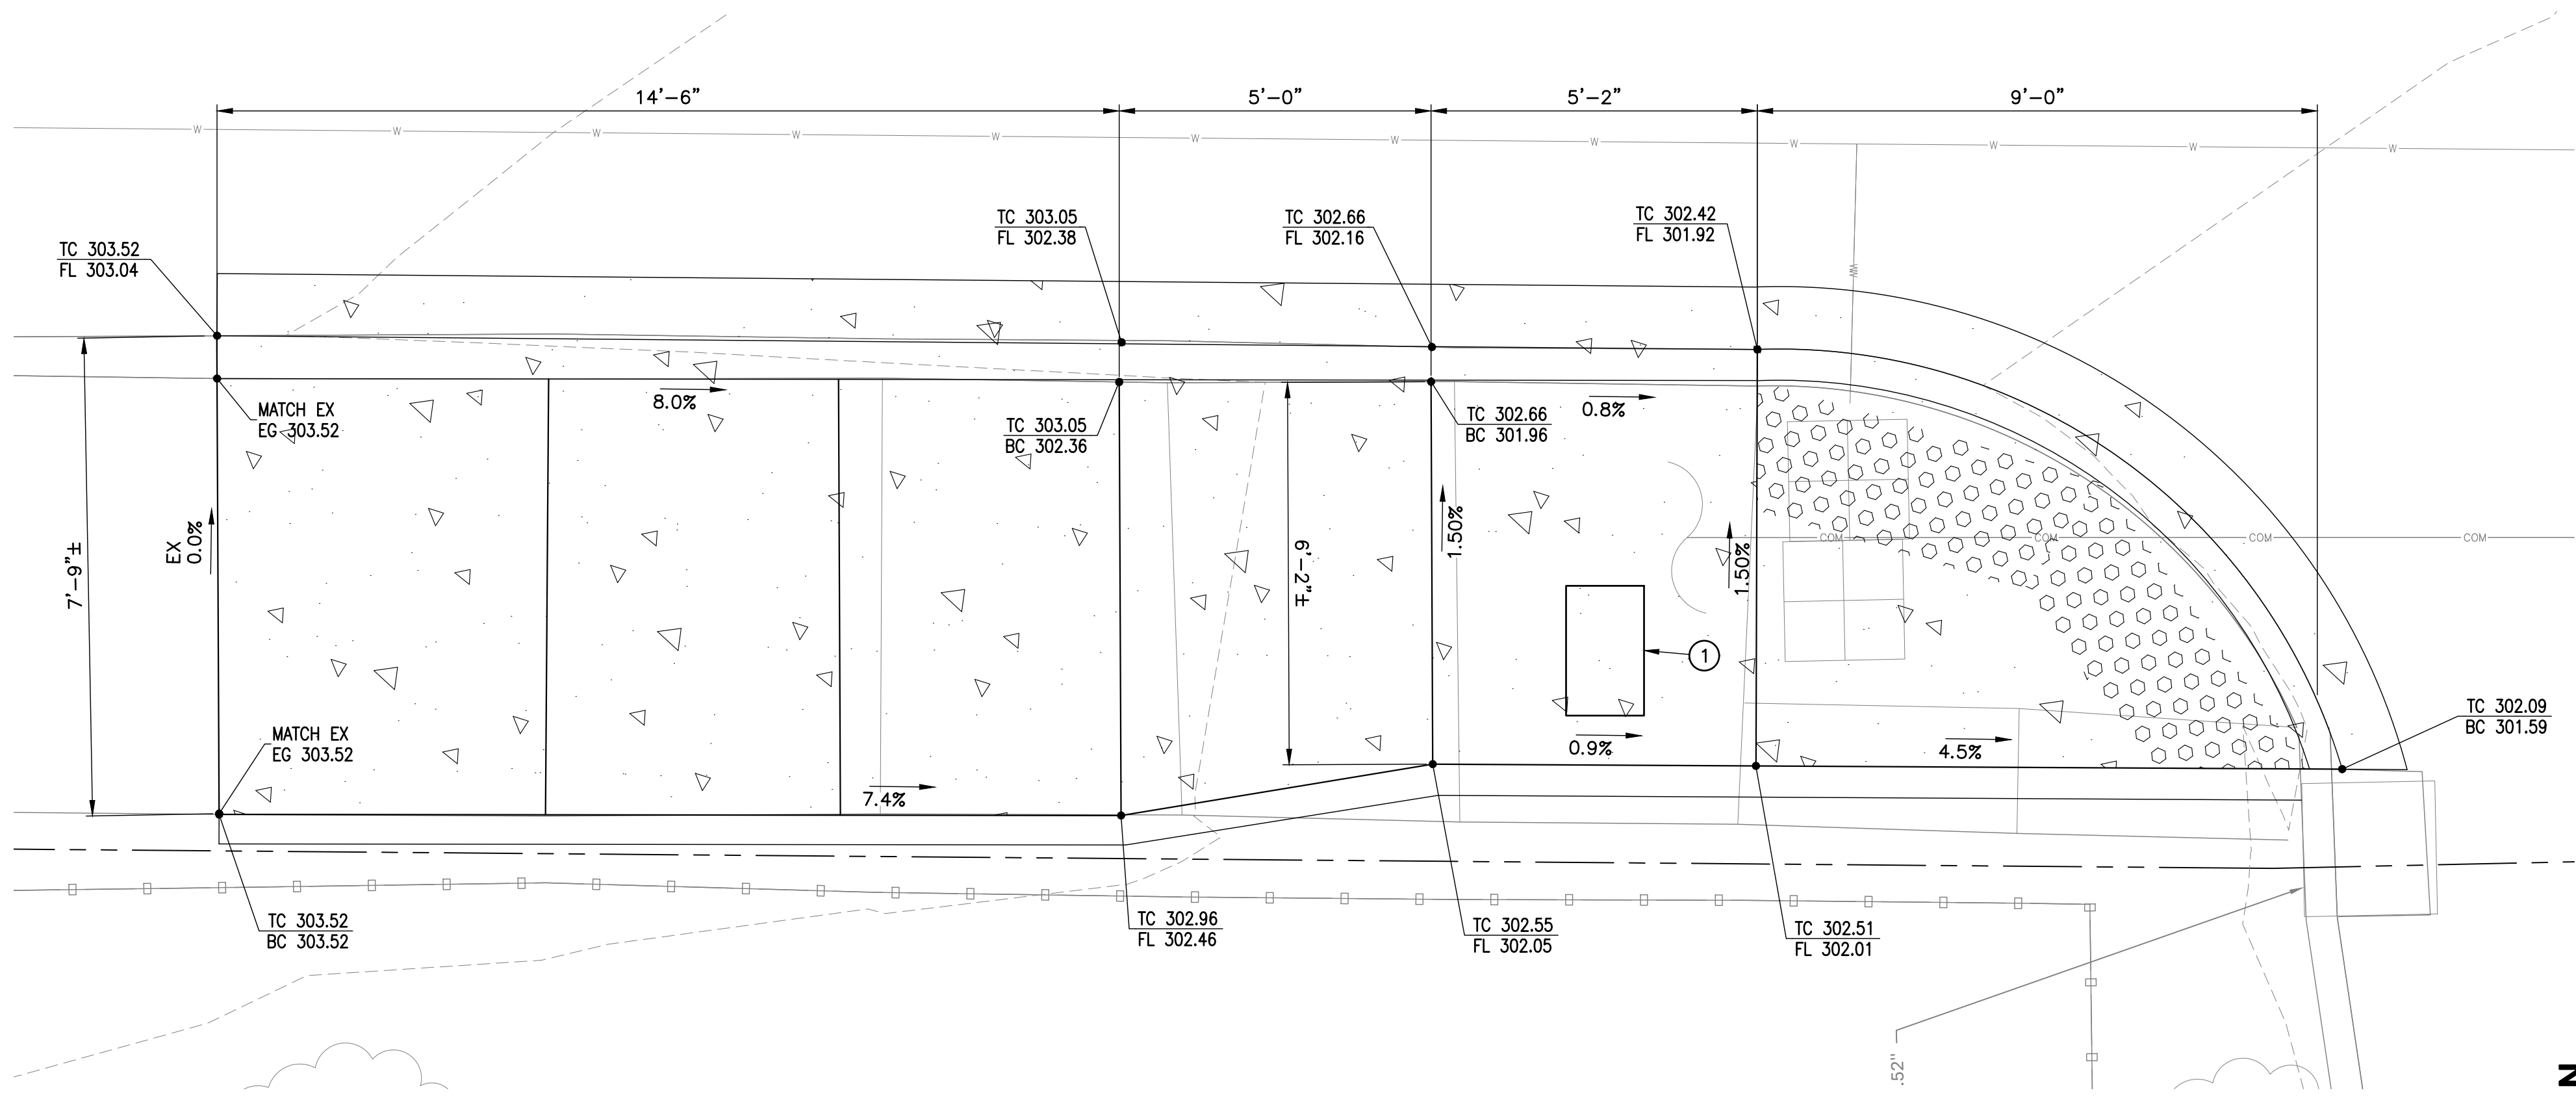 14'-6"
5'-0"
5'-2"
9'-0"
W W W W W W W W W W W W
TC 303.52
FL 303.04
TC 303.05
FL 302.38
TC 302.66
FL 302.16
TC 302.42
FL 301.92
W
MATCH EX
EG 303.52
8.0%
TC 303.05
BC 302.36
TC 302.66
BC 301.96
0.8%
7'-9"±
EX
0.0%
6'-2"±
1.50%
1.50%
COM COM COM COM
1
MATCH EX
EG 303.52
7.4%
0.9%
4.5%
TC 302.09
BC 301.59
TC 303.52
BC 303.52
TC 302.96
FL 302.46
TC 302.55
FL 302.05
TC 302.51
FL 302.01
.52"
N